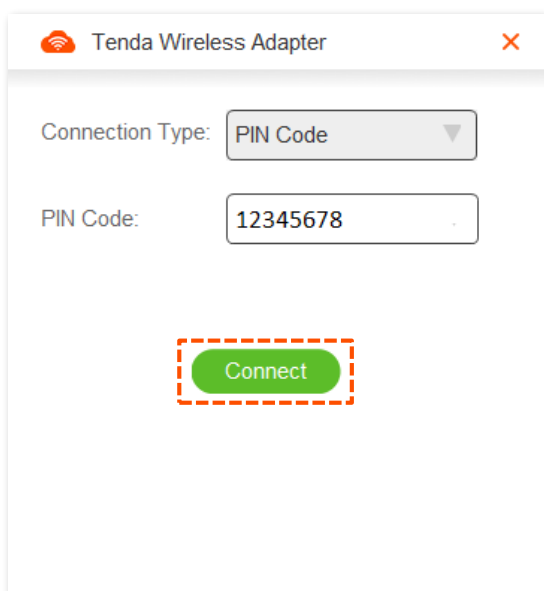 Tenda Wireless Adapter
Connection Type: PIN Code
PIN Code: 12345678
Connect